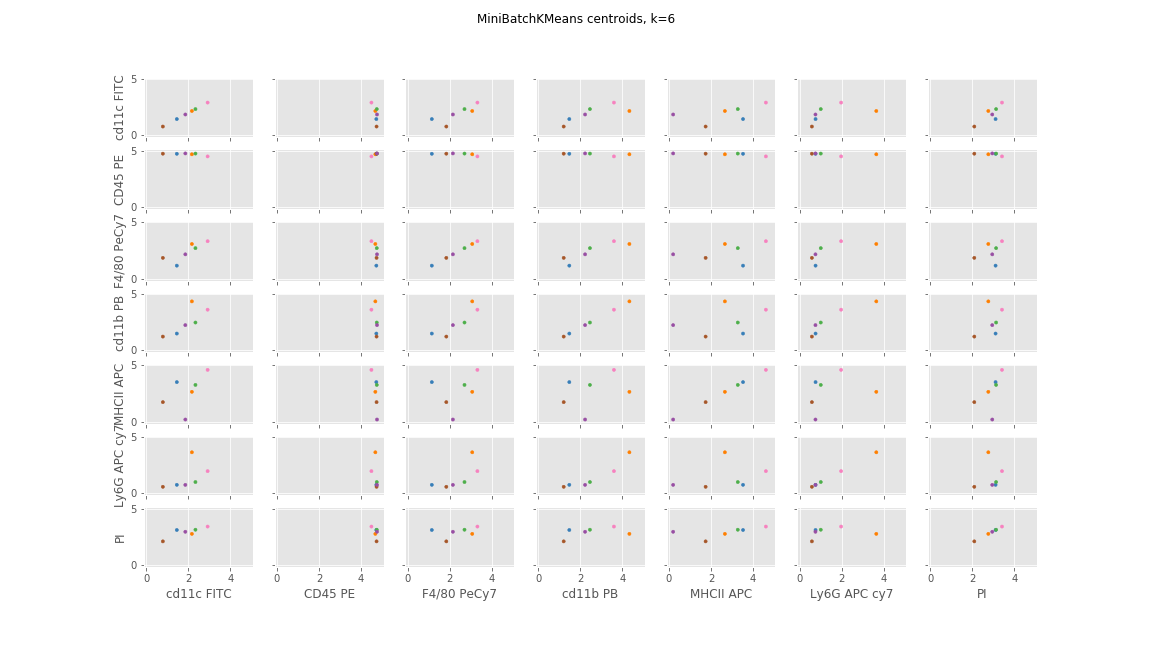 MiniBatchKMeans centroids, k=6
cd11c FITC
5
0
CD45 PE
5
0
F4/80 PeCy7
5
0
cd11b PB
5
0
MHCII APC
5
0
Ly6G APC cy7
5
0
PI
5
0
0 2 4 0 2 4 0 2 4 0 2 4 0 2 4 0 2 4 0 2 4
cd11c FITC CD45 PE F4/80 PeCy7 cd11b PB MHCII APC Ly6G APC cy7 PI